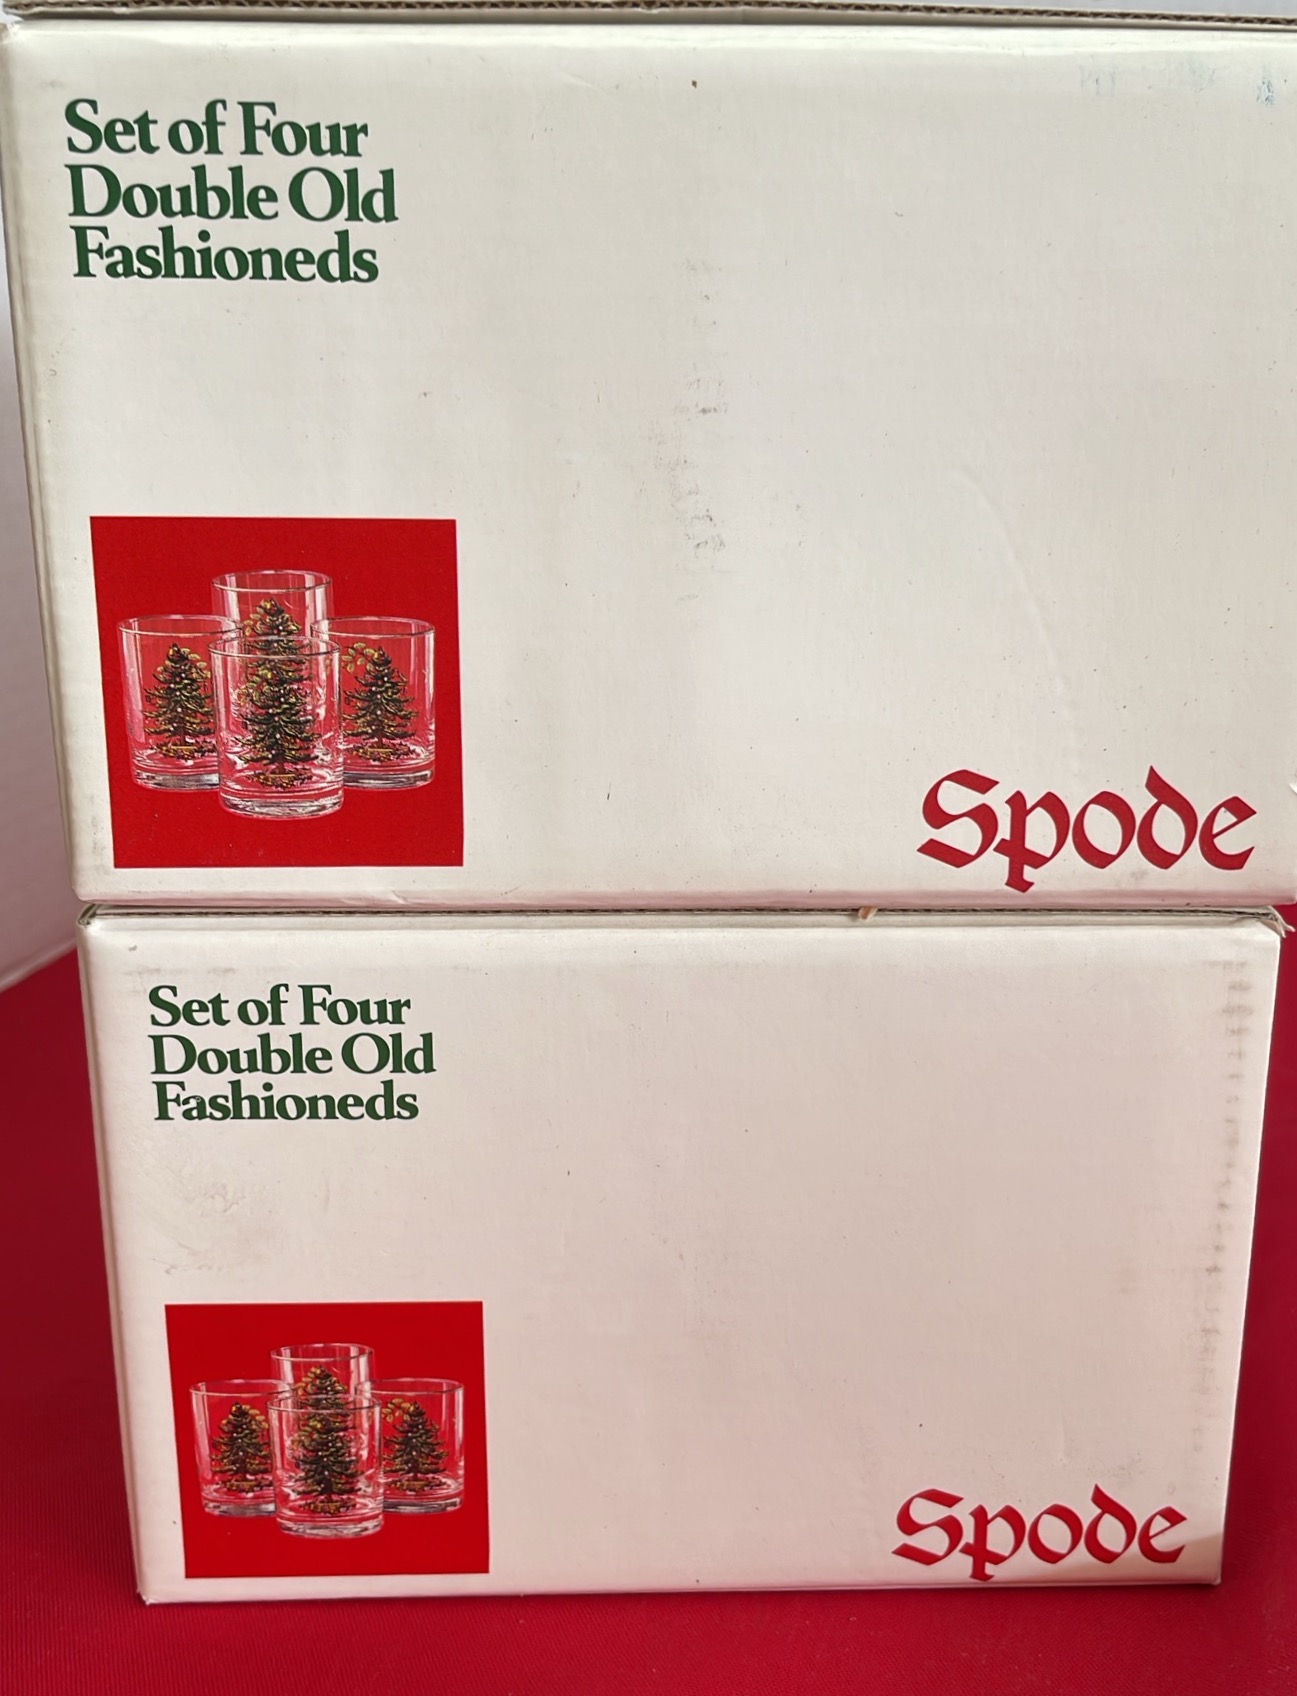 Set of Four
Double Old
Fashioneds
Spode
Set of Four
Double Old
Fashioneds
Spode